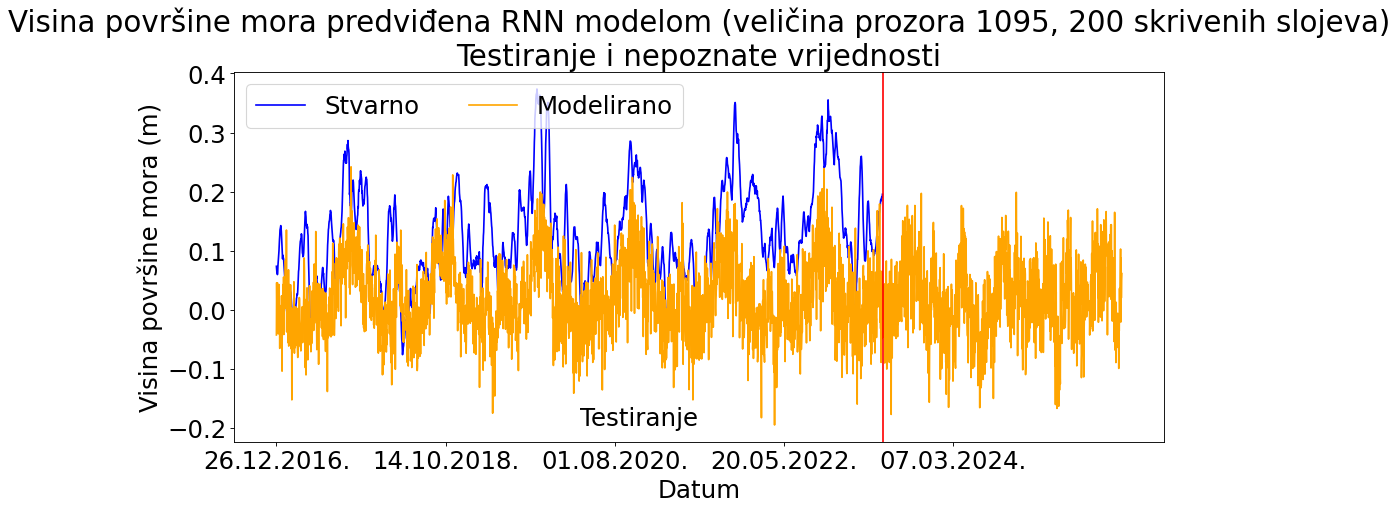 Visina površine mora predviđena RNN modelom (veličina prozora 1095, 200 skrivenih slojeva)
Testiranje i nepoznate vrijednosti
Stvarno
Modelirano
Visina površine mora (m)
0.4
0.3
0.2
0.1
0.0
−0.1
−0.2
Testiranje
26.12.2016.
14.10.2018.
01.08.2020.
20.05.2022.
07.03.2024.
Datum